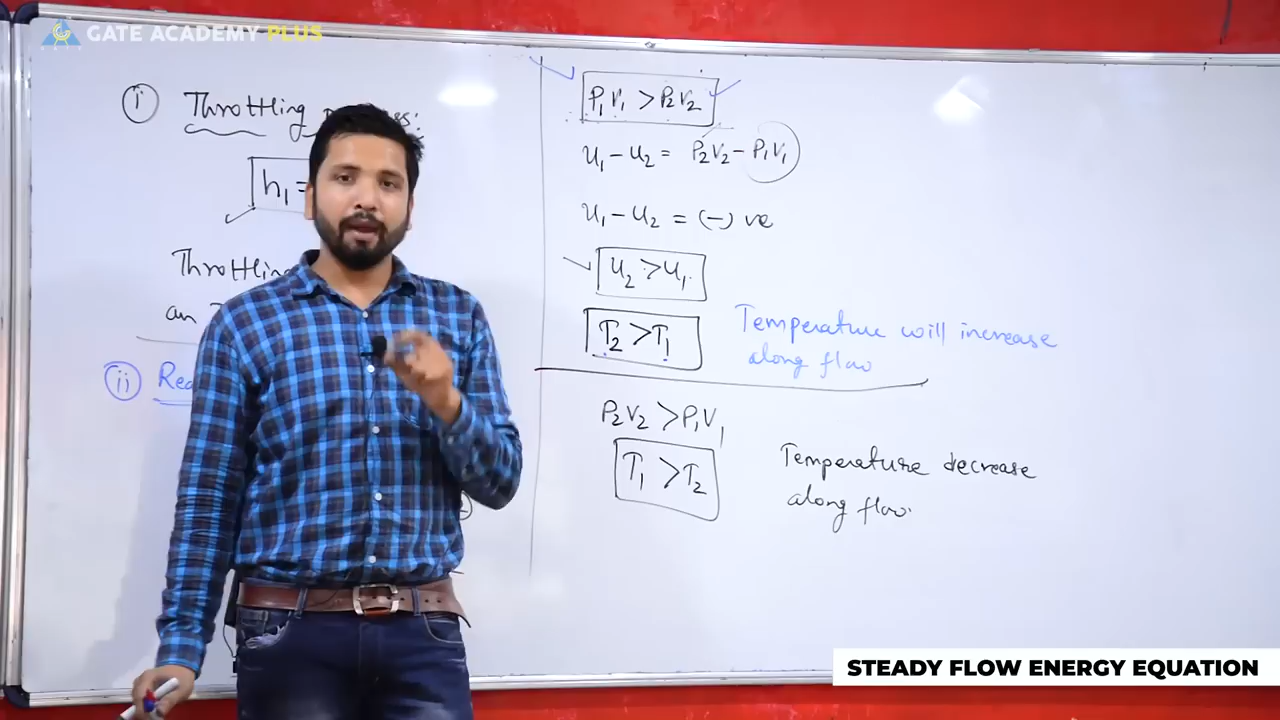 GATE ACADEMY PLUS
i Throttling
h₁ =
Throttling
an
ii
P₁V₁ > P₂V₂
u₁ - u₂ = P₂V₂ - P₁V₁
u₁ - u₂ = (-) ve
u₂ > u₁
T₂ > T₁
Temperature will increase
along flow
P₂V₂ > P₁V₁
T₁ > T₂
Temperature decrease
along flow.
STEADY FLOW ENERGY EQUATION